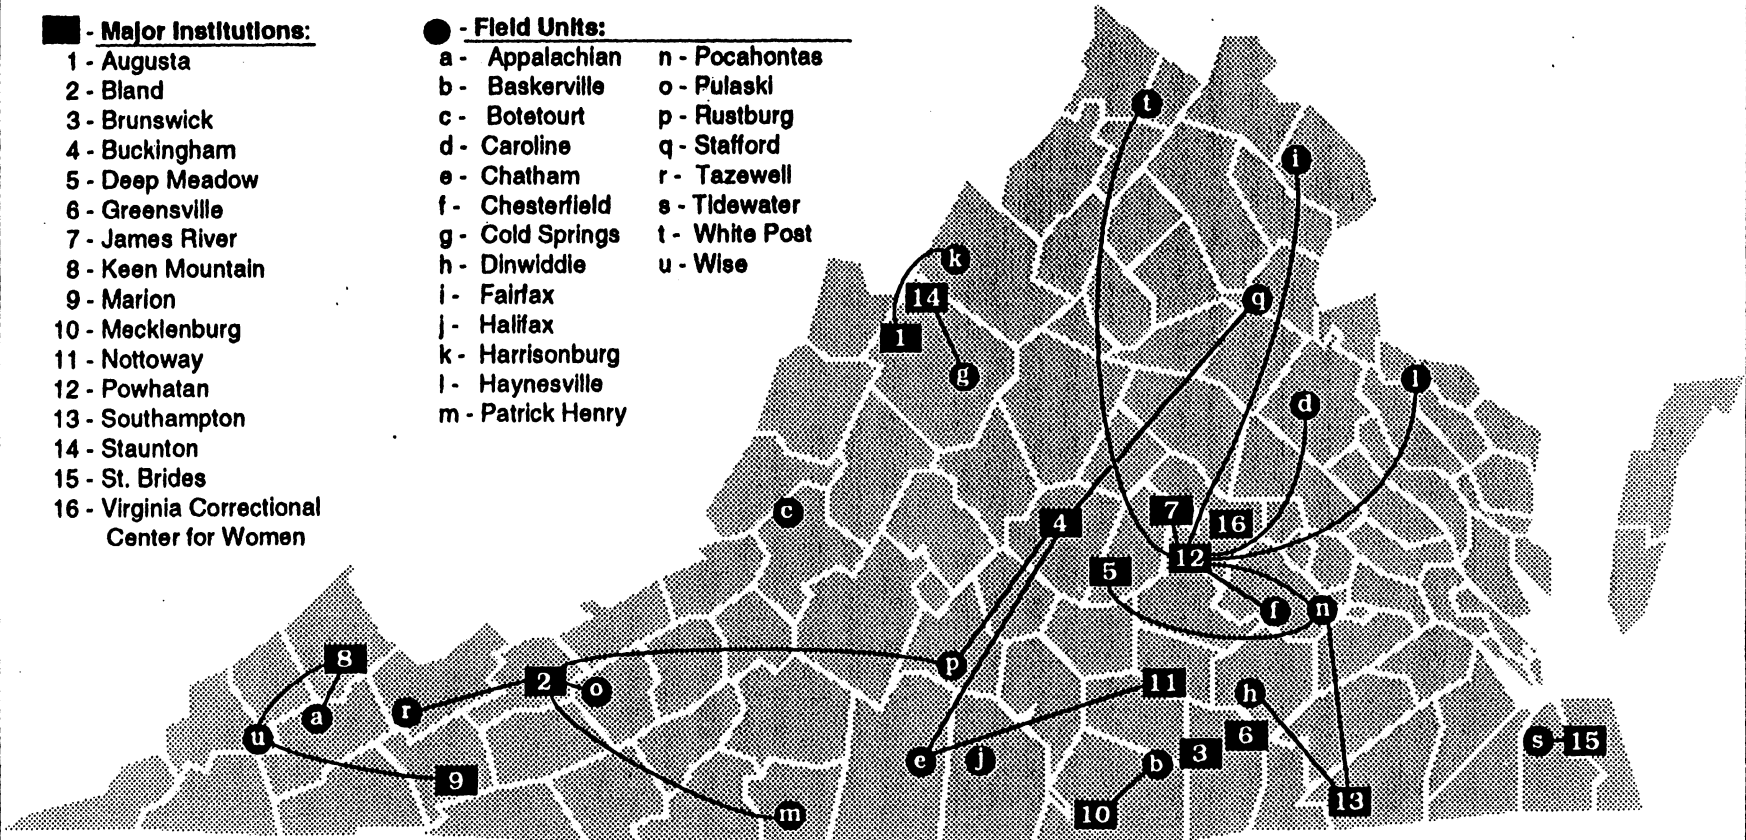 - Major Institutions:
1 - Augusta
2 - Bland
3 - Brunswick
4 - Buckingham
5 - Deep Meadow
6 - Greensville
7 - James River
8 - Keen Mountain
9 - Marion
10 - Mecklenburg
11 - Nottoway
12 - Powhatan
13 - Southampton
14 - Staunton
15 - St. Brides
16 - Virginia Correctional
Center for Women
- Field Units:
a - Appalachian
b - Baskerville
c - Botetourt
d - Caroline
e - Chatham
f - Chesterfield
g - Cold Springs
h - Dinwiddie
i - Fairfax
j - Halifax
k - Harrisonburg
l - Haynesville
m - Patrick Henry
n - Pocahontas
o - Pulaski
p - Rustburg
q - Stafford
r - Tazewell
s - Tidewater
t - White Post
u - Wise
t
i
k
14
q
1
g
l
d
c
7
4
16
12
5
f
n
8
p
2
11
o
h
r
a
u
6
s
15
3
e
j
b
9
13
m
10